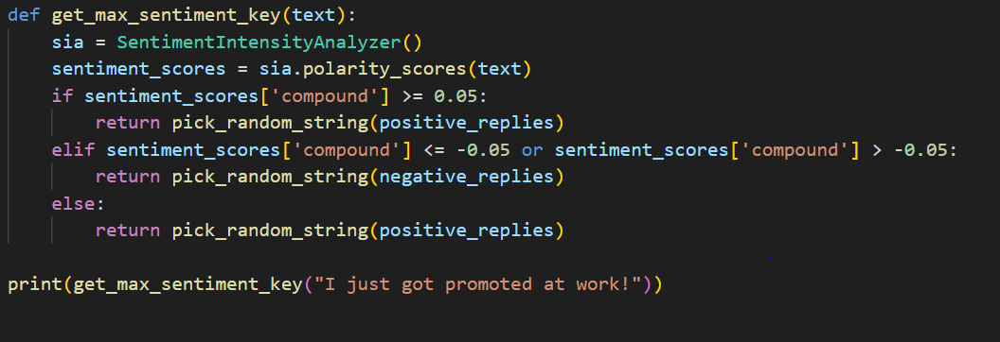 def get_max_sentiment_key(text):
    sia = SentimentIntensityAnalyzer()
    sentiment_scores = sia.polarity_scores(text)
    if sentiment_scores['compound'] >= 0.05:
        return pick_random_string(positive_replies)
    elif sentiment_scores['compound'] <= -0.05 or sentiment_scores['compound'] > -0.05:
        return pick_random_string(negative_replies)
    else:
        return pick_random_string(positive_replies)
print(get_max_sentiment_key("I just got promoted at work!"))